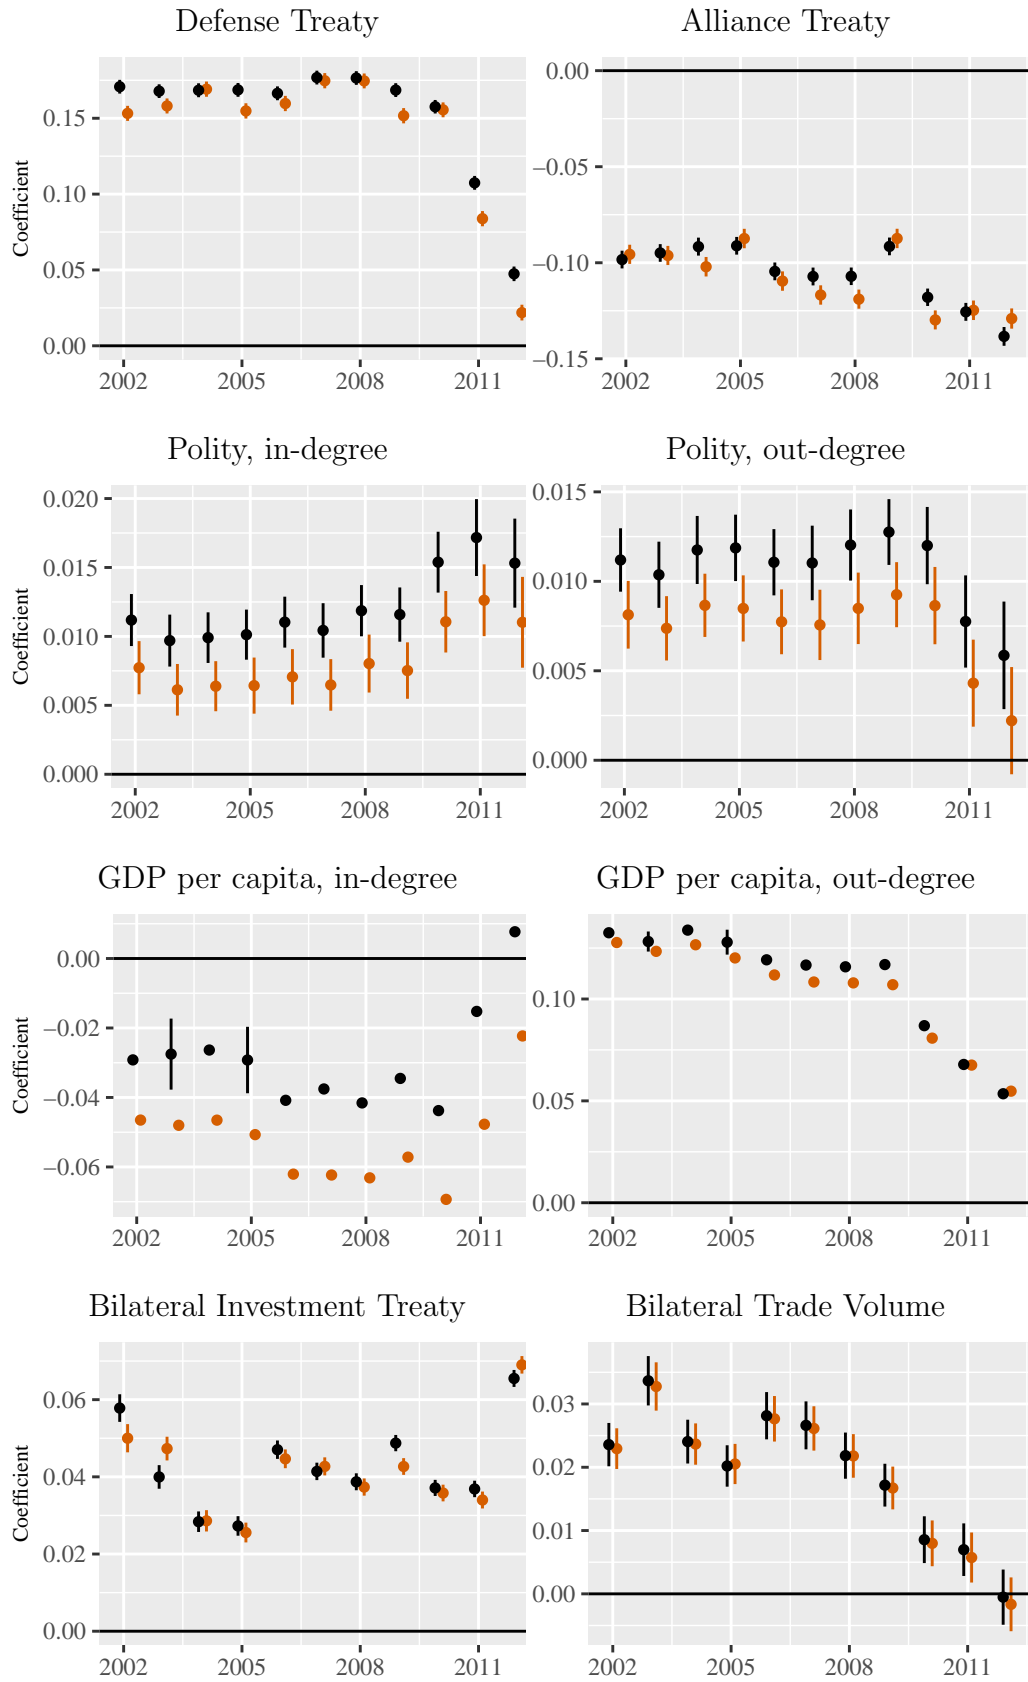 Defense Treaty
Alliance Treaty
Coefficient
0.15
0.10
0.05
0.00
2002 2005 2008 2011
0.00
−0.05
−0.10
−0.15
2002 2005 2008 2011
Polity, in-degree
Polity, out-degree
Coefficient
0.020
0.015
0.010
0.005
0.000
2002 2005 2008 2011
0.015
0.010
0.005
0.000
2002 2005 2008 2011
GDP per capita, in-degree
GDP per capita, out-degree
Coefficient
0.00
−0.02
−0.04
−0.06
2002 2005 2008 2011
0.10
0.05
0.00
2002 2005 2008 2011
Bilateral Investment Treaty
Bilateral Trade Volume
Coefficient
0.06
0.04
0.02
0.00
2002 2005 2008 2011
0.03
0.02
0.01
0.00
2002 2005 2008 2011